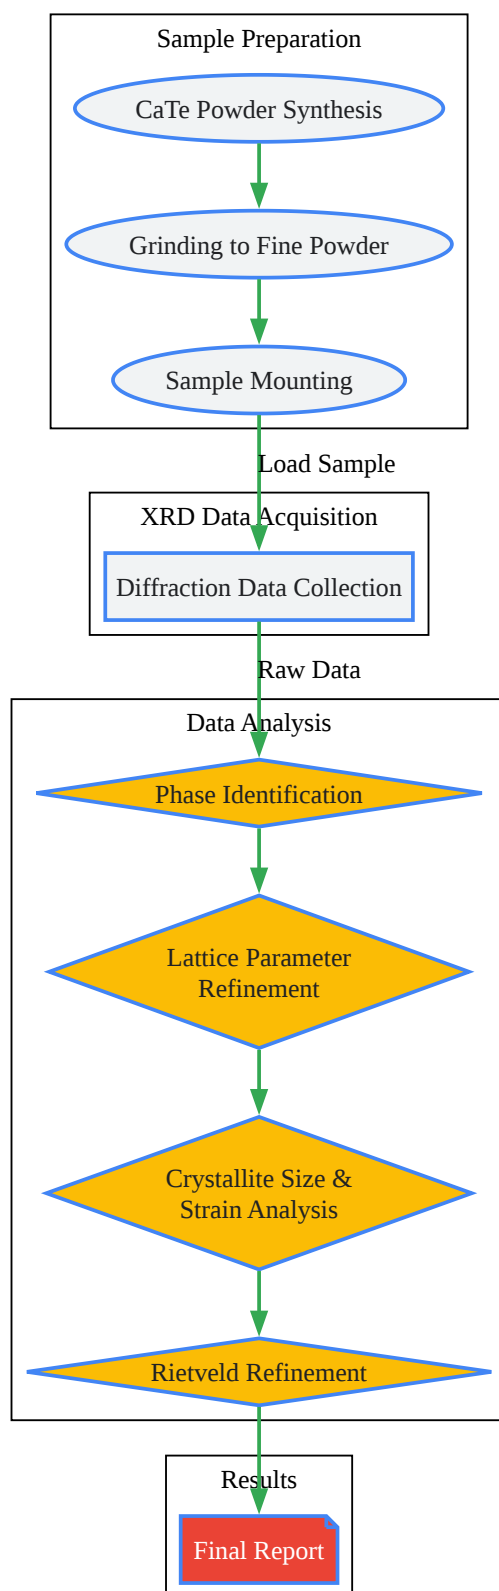 Sample Preparation
CaTe Powder Synthesis
Grinding to Fine Powder
Sample Mounting
Load Sample
XRD Data Acquisition
Diffraction Data Collection
Raw Data
Data Analysis
Phase Identification
Lattice Parameter
Refinement
Crystallite Size &
Strain Analysis
Rietveld Refinement
Results
Final Report